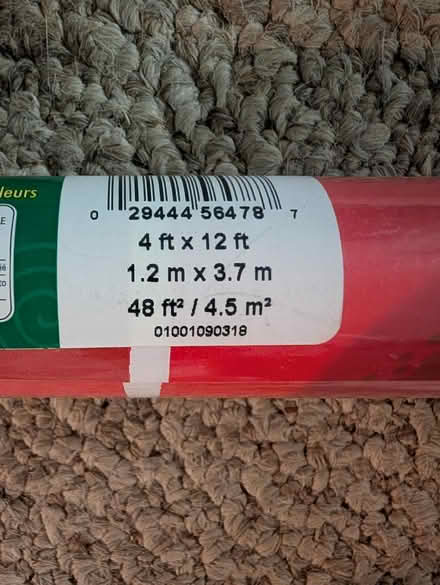 leurs
0 29444 56478 7
4 ft x 12 ft
1.2 m x 3.7 m
48 ft² / 4.5 m²
01001090318